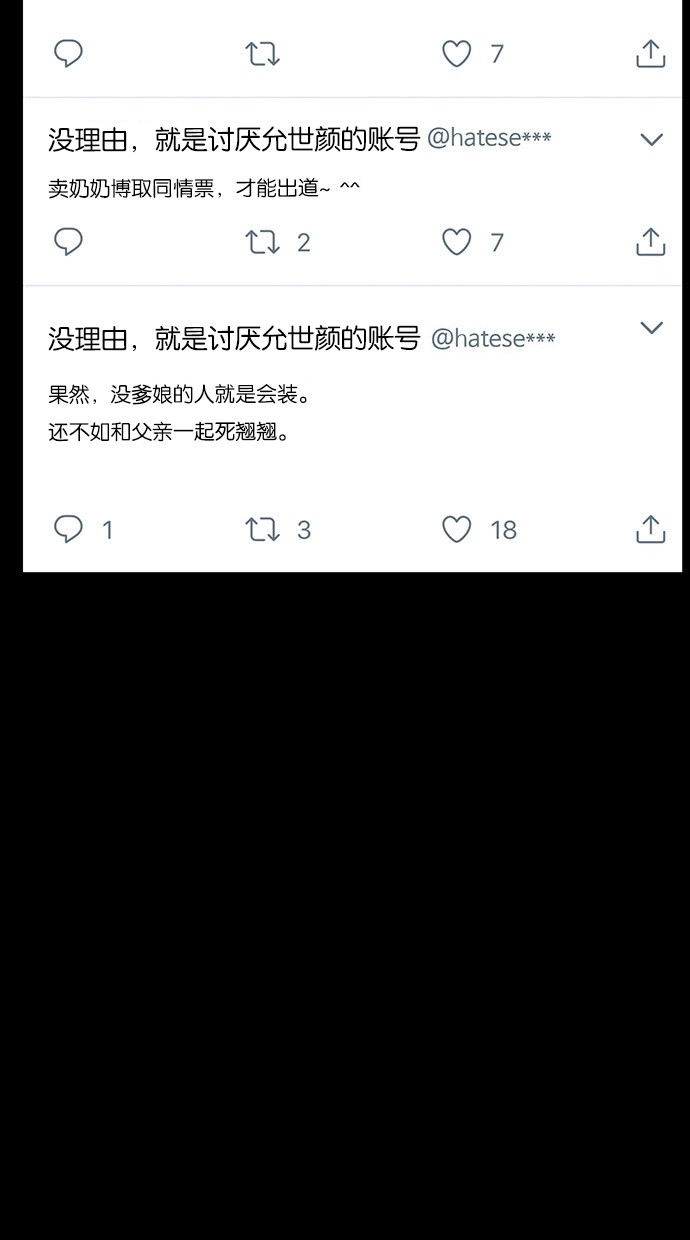 7
没理由，就是讨厌允世颜的账号 @hatese***
卖奶奶博取同情票，才能出道~ ^^
2 7
没理由，就是讨厌允世颜的账号 @hatese***
果然，没爹娘的人就是会装。
还不如和父亲一起死翘翘。
1 3 18